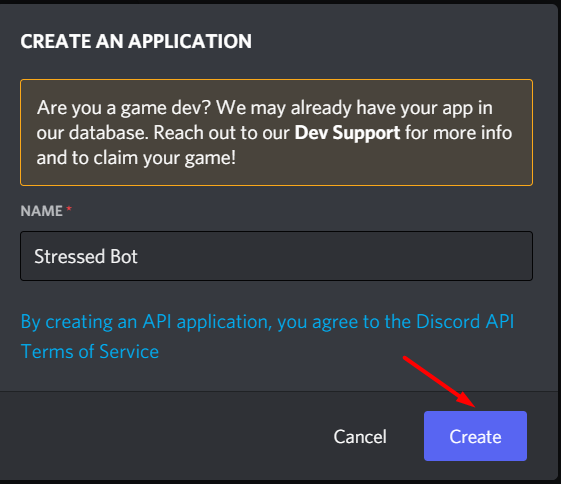 CREATE AN APPLICATION
Are you a game dev? We may already have your app in
our database. Reach out to our Dev Support for more info
and to claim your game!
NAME *
Stressed Bot
By creating an API application, you agree to the Discord API
Terms of Service
Cancel
Create